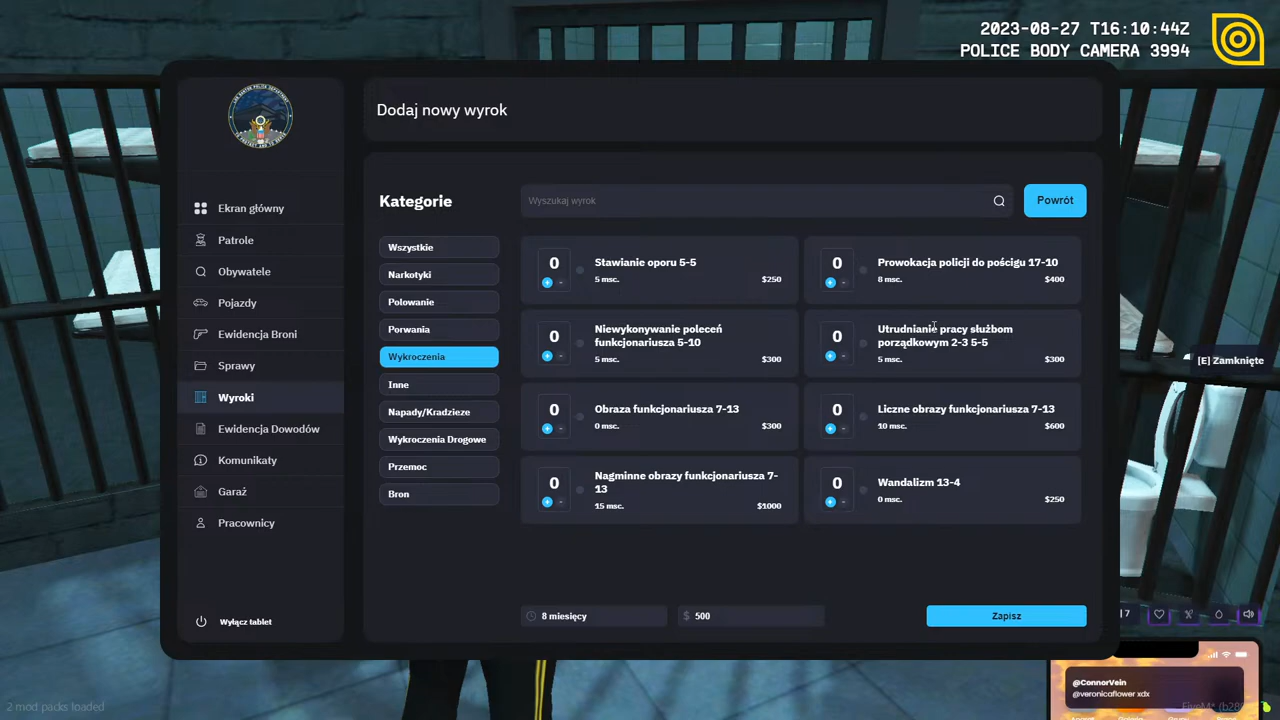 2023-08-27 T16:10:44Z
POLICE BODY CAMERA 3994
Dodaj nowy wyrok
Ekran główny
Patrole
Obywatele
Pojazdy
Ewidencja Broni
Sprawy
Wyroki
Ewidencja Dowodów
Komunikaty
Garaż
Pracownicy
Wyłącz tablet
Kategorie
Wszystkie
Narkotyki
Polowanie
Porwania
Wykroczenia
Inne
Napady/Kradzieze
Wykroczenia Drogowe
Przemoc
Bron
Wyszukaj wyrok
Powrót
0
Stawianie oporu 5-5
5 msc.
$250
0
Prowokacja policji do pościgu 17-10
8 msc.
$400
0
Niewykonywanie poleceń
funkcjonariusza 5-10
5 msc.
$300
0
Utrudnianie pracy służbom
porządkowym 2-3 5-5
5 msc.
$300
0
Obraza funkcjonariusza 7-13
0 msc.
$300
0
Liczne obrazy funkcjonariusza 7-13
10 msc.
$600
0
Nagminne obrazy funkcjonariusza 7-
13
15 msc.
$1000
0
Wandalizm 13-4
0 msc.
$250
8 miesięcy
$ 500
Zapisz
[E] Zamknięte
7
@ConnorVein
@veronicaflower xdx
2 mod packs loaded